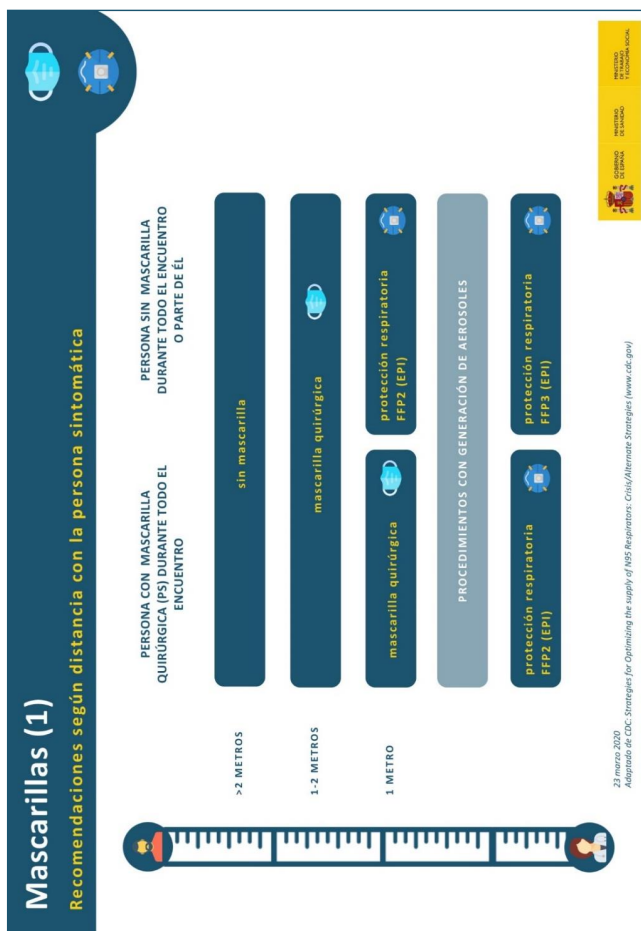 Mascarillas (1)
Recomendaciones según distancia con la persona sintomática
PERSONA CON MASCARILLA
QUIRÚRGICA (PS) DURANTE TODO EL
ENCUENTRO
PERSONA SIN MASCARILLA
DURANTE TODO EL ENCUENTRO
O PARTE DE ÉL
>2 METROS
sin mascarilla
1-2 METROS
mascarilla quirúrgica
1 METRO
mascarilla quirúrgica
protección respiratoria
FFP2 (EPI)
PROCEDIMIENTOS CON GENERACIÓN DE AEROSOLES
protección respiratoria
FFP2 (EPI)
protección respiratoria
FFP3 (EPI)
23 marzo 2020
Adaptado de CDC: Strategies for Optimizing the supply of N95 Respirators: Crisis/Alternate Strategies (www.cdc.gov)
GOBIERNO
DE ESPAÑA
MINISTERIO
DE SANIDAD
MINISTERIO
DE TRABAJO
Y ECONOMÍA SOCIAL